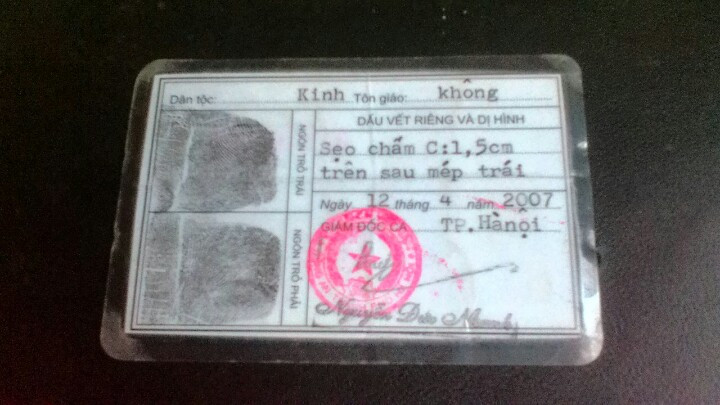 Dân tộc: Kinh Tôn giáo: không
NGÓN TRỎ TRÁI
NGÓN TRỎ PHẢI
DẤU VẾT RIÊNG VÀ DỊ HÌNH
Sẹo chấm C:1,5cm
trên sau mép trái
Ngày 12 tháng 4 năm 2007
GIÁM ĐỐC CA TP.Hànội
Nguyễn Đức